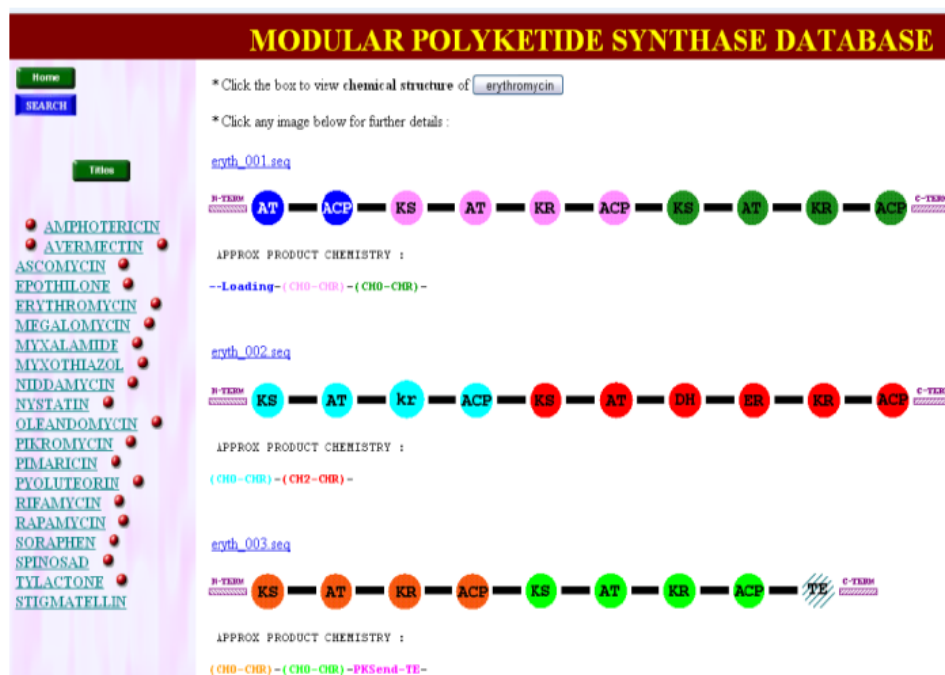 MODULAR POLYKETIDE SYNTHASE DATABASE
Home
SEARCH
Titles
AMPHOTERICIN
AVERMECTIN
ASCOMYCIN
EPOTHILONE
ERYTHROMYCIN
MEGALOMYCIN
MYXALAMIDE
MYXOTHIAZOL
NIDDAMYCIN
NYSTATIN
OLEANDOMYCIN
PIKROMYCIN
PIMARICIN
PYOLUTEORIN
RIFAMYCIN
RAPAMYCIN
SORAPHEN
SPINOSAD
TYLACTONE
STIGMATELLIN
* Click the box to view chemical structure of erythromycin
* Click any image below for further details :
eryth_001.seq
N-TERM AT ACP KS AT KR ACP KS AT KR ACP C-TERM
APPROX PRODUCT CHEMISTRY :
--Loading-(CHO-CHR)-(CHO-CHR)-
eryth_002.seq
N-TERM KS AT kr ACP KS AT DH ER KR ACP C-TERM
APPROX PRODUCT CHEMISTRY :
(CHO-CHR)-(CH2-CHR)-
eryth_003.seq
N-TERM KS AT KR ACP KS AT KR ACP TE C-TERM
APPROX PRODUCT CHEMISTRY :
(CHO-CHR)-(CHO-CHR)-PKSend-TE-